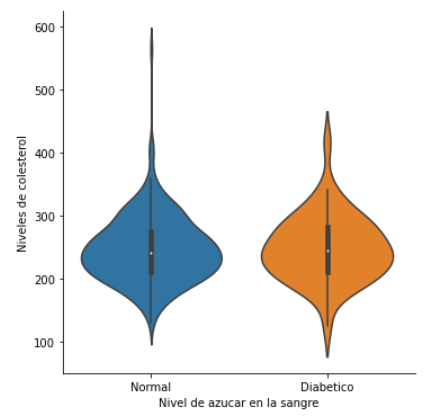 600
500
400
300
200
100
Niveles de colesterol
Normal
Diabetico
Nivel de azucar en la sangre